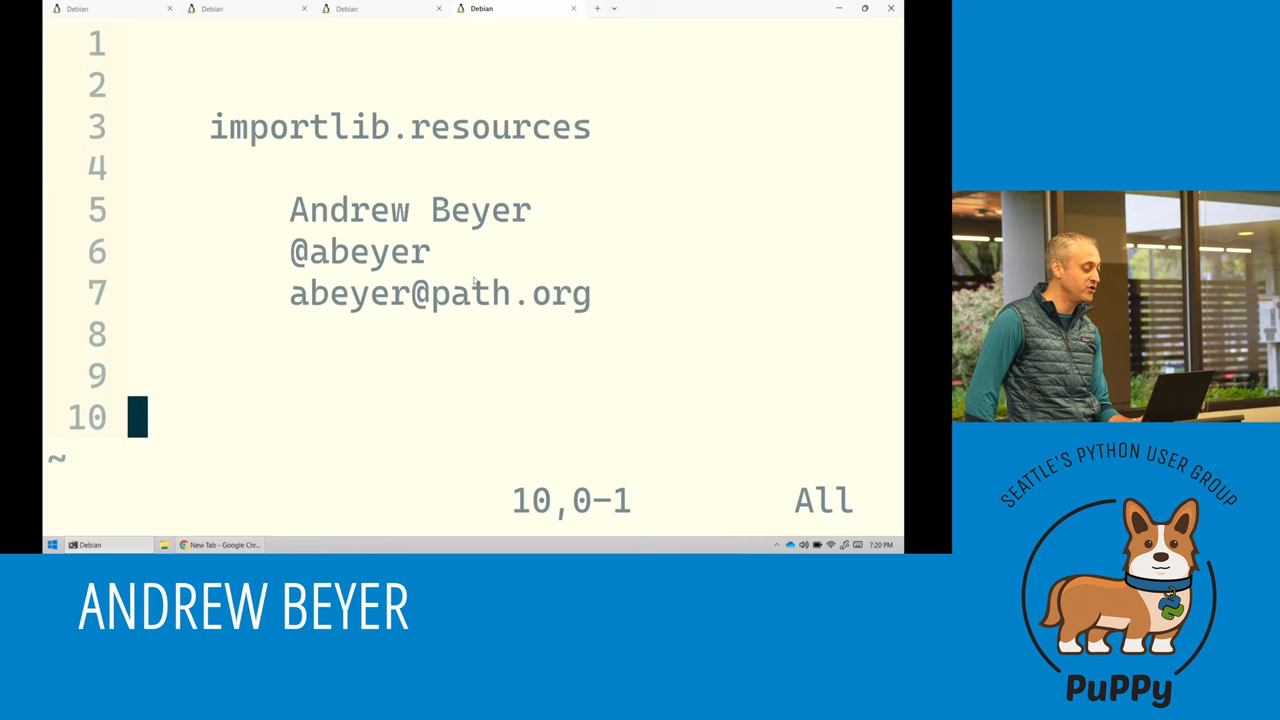 Debian
Debian
Debian
Debian
1
2
3 importlib.resources
4
5 Andrew Beyer
6 @abeyer
7 abeyer@path.org
8
9
10
~
10,0-1 All
Debian
New Tab - Google Chr...
7:20 PM
ANDREW BEYER
SEATTLE'S PYTHON USER GROUP
PuPPy